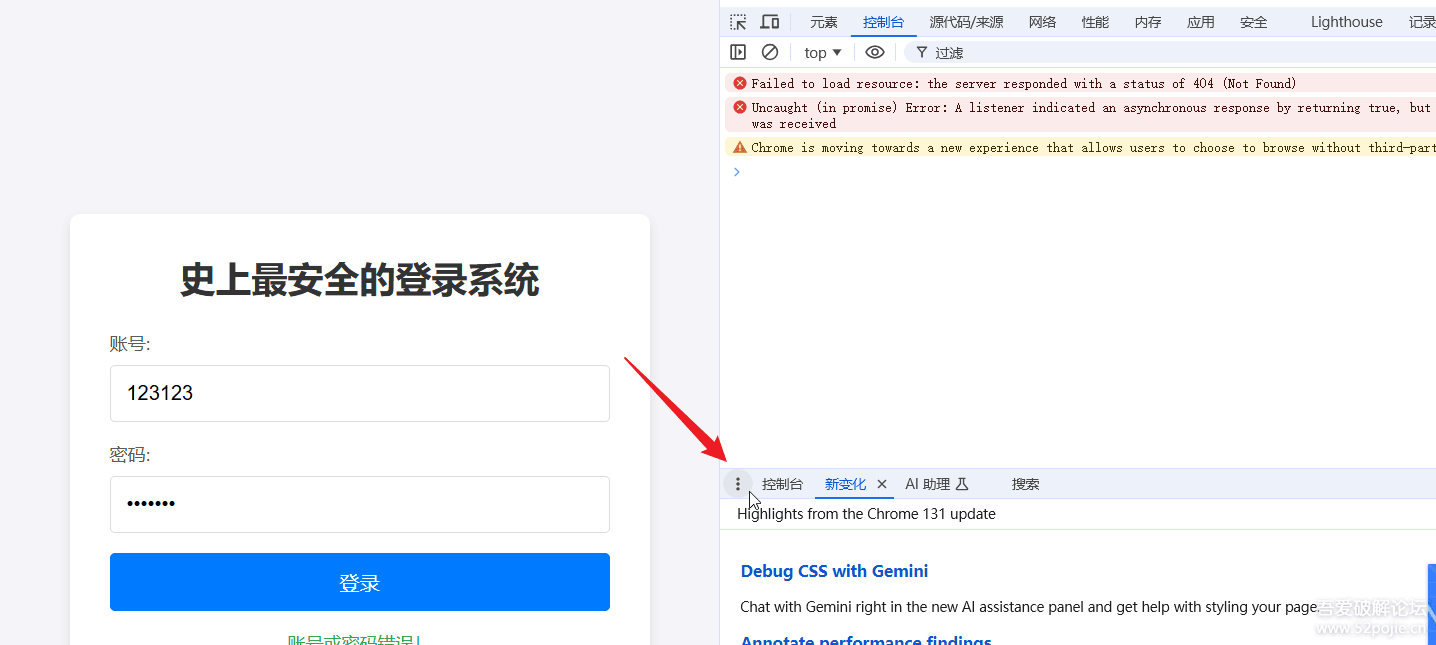 元素 控制台 源代码/来源 网络 性能 内存 应用 安全 Lighthouse 记录
top 过滤
Failed to load resource: the server responded with a status of 404 (Not Found)
Uncaught (in promise) Error: A listener indicated an asynchronous response by returning true, but
was received
Chrome is moving towards a new experience that allows users to choose to browse without third-part
史上最安全的登录系统
账号:
123123
密码:
登录
账号或密码错误!
控制台 新变化 AI 助理 搜索
Highlights from the Chrome 131 update
Debug CSS with Gemini
Chat with Gemini right in the new AI assistance panel and get help with styling your page.
Annotate performance findings
吾爱破解论坛
www.52pojie.cn